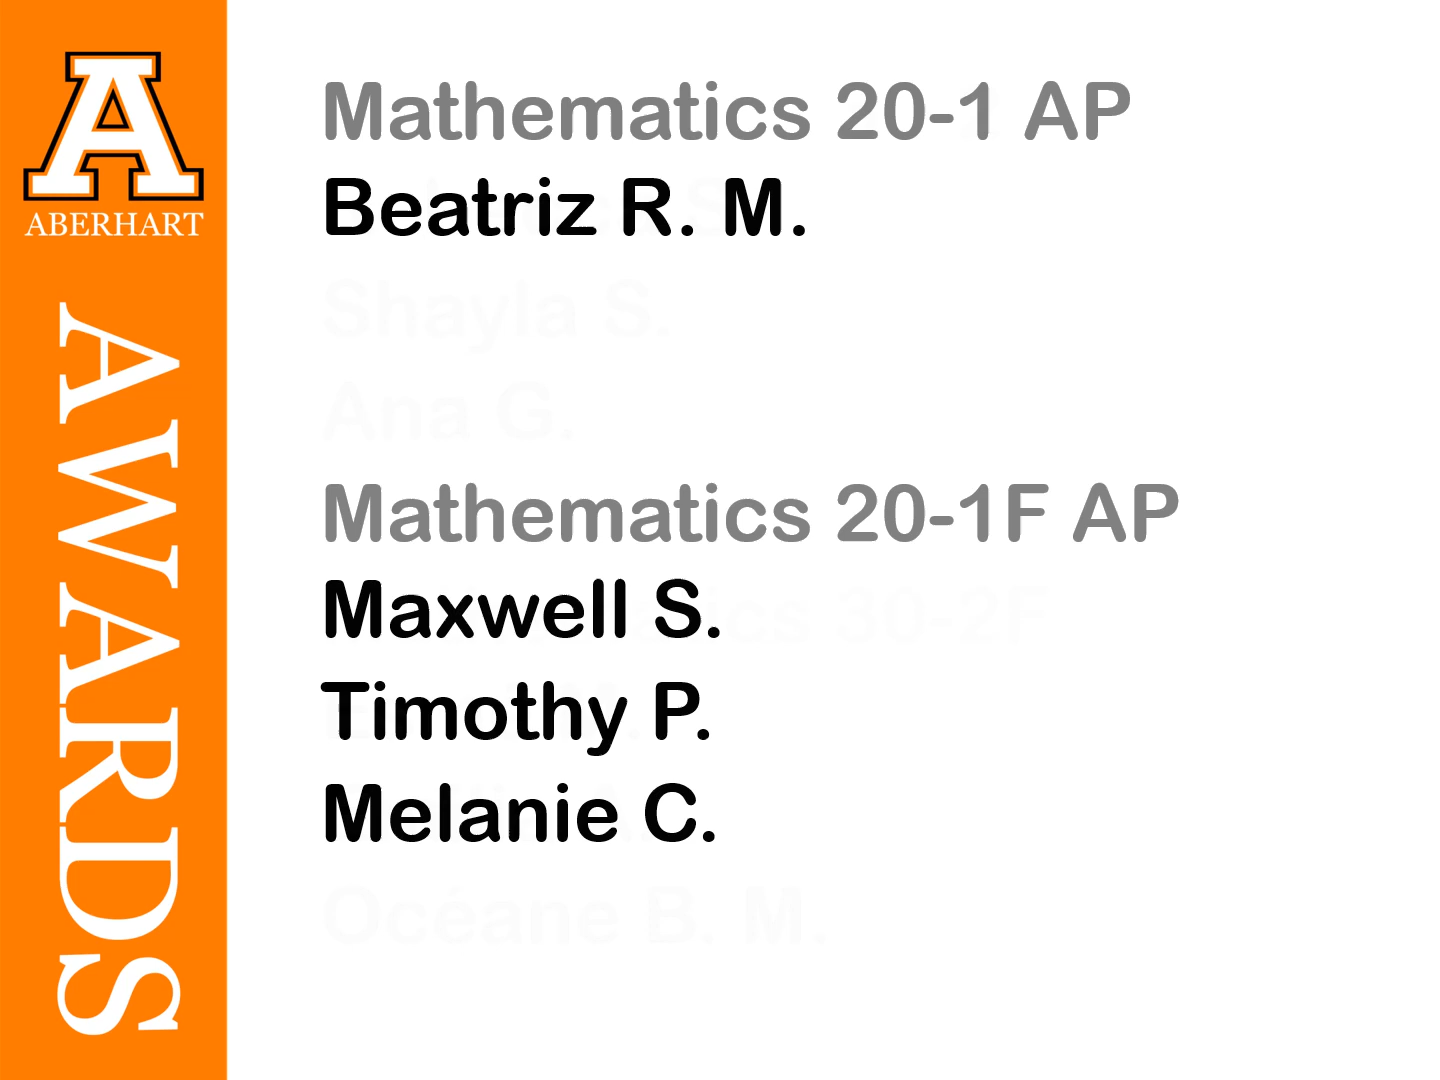 A
ABERHART
AWARDS
Mathematics 20-1 AP
Beatriz R. M.
Shayla S.
Ana G.
Mathematics 20-1F AP
Maxwell S.
Timothy P.
Melanie C.
Océane B. M.